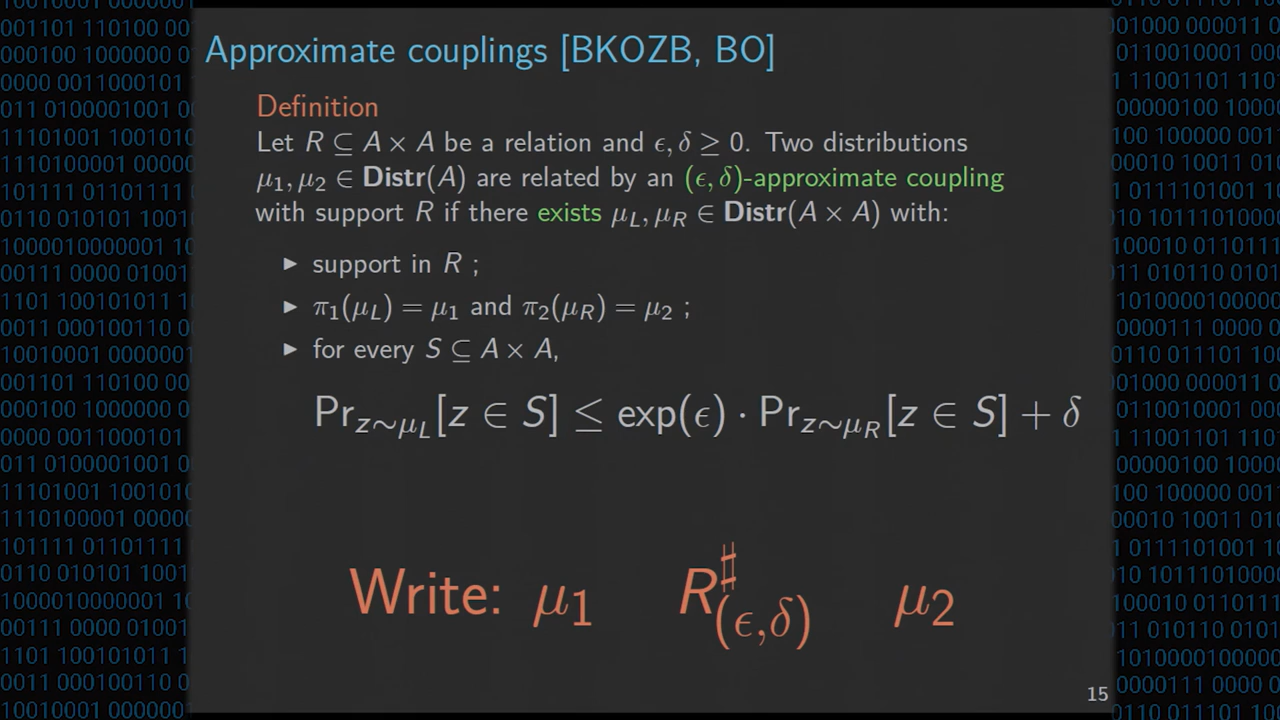 Approximate couplings [BKOZB, BO]
Definition
Let R ⊆ A × A be a relation and ϵ, δ ≥ 0. Two distributions
μ₁, μ₂ ∈ Distr(A) are related by an (ϵ, δ)-approximate coupling
with support R if there exists μ_L, μ_R ∈ Distr(A × A) with:
▶ support in R ;
▶ π₁(μ_L) = μ₁ and π₂(μ_R) = μ₂ ;
▶ for every S ⊆ A × A,
Pr_{z∼μ_L}[z ∈ S] ≤ exp(ϵ) · Pr_{z∼μ_R}[z ∈ S] + δ
Write: μ₁ R^♯_{(ϵ,δ)} μ₂
15